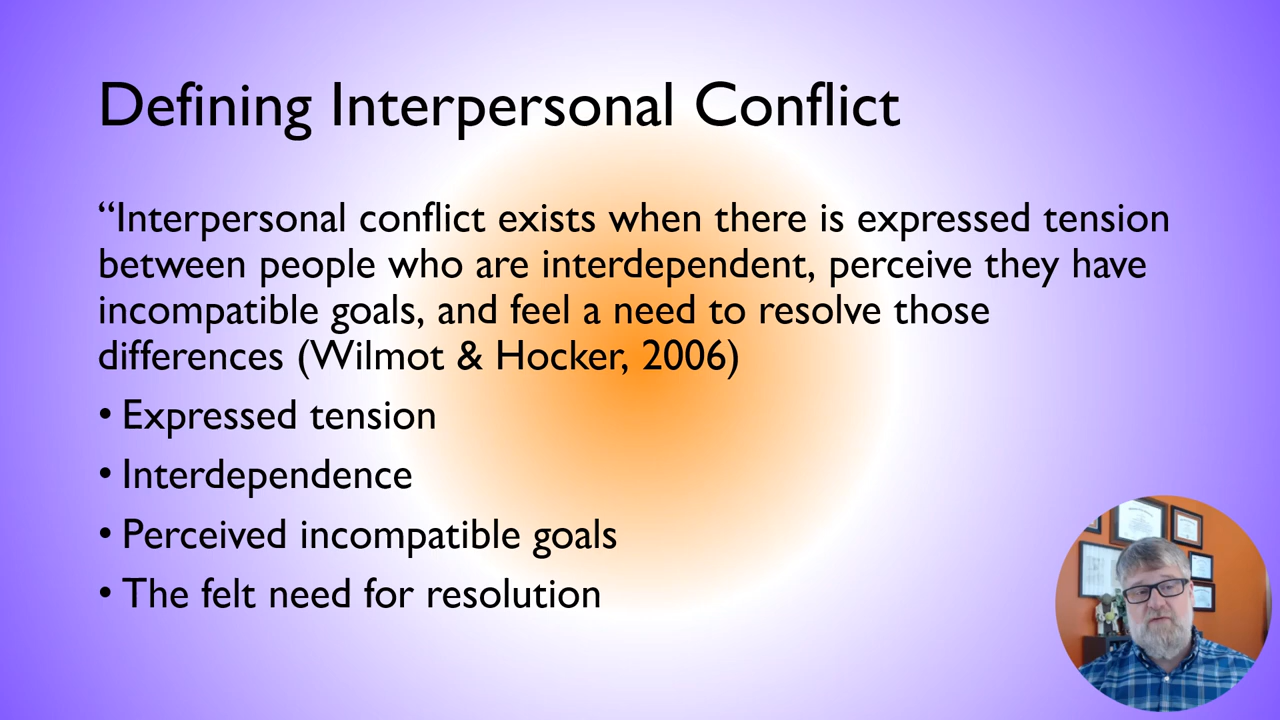 Defining Interpersonal Conflict
“Interpersonal conflict exists when there is expressed tension
between people who are interdependent, perceive they have
incompatible goals, and feel a need to resolve those
differences (Wilmot & Hocker, 2006)
• Expressed tension
• Interdependence
• Perceived incompatible goals
• The felt need for resolution